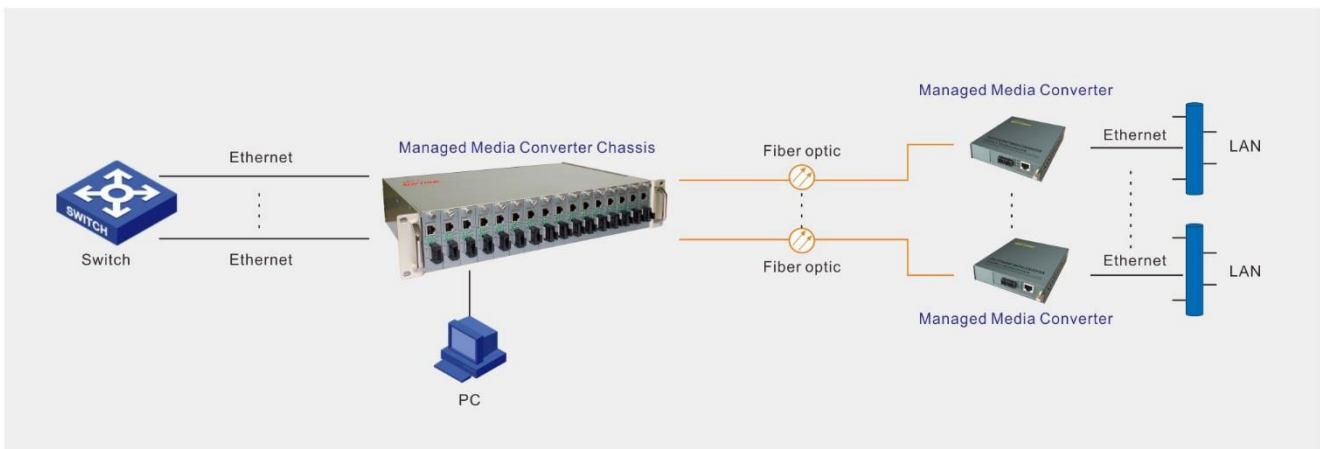 Managed Media Converter
Ethernet
LAN
Fiber optic
Managed Media Converter Chassis
Ethernet
SWITCH
Switch
Ethernet
Fiber optic
Ethernet
LAN
Managed Media Converter
PC